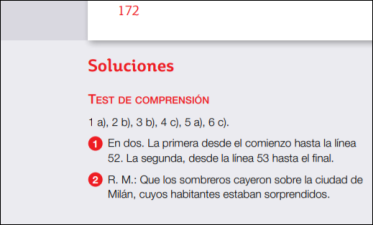 172
Soluciones
TEST DE COMPRENSIÓN
1 a), 2 b), 3 b), 4 c), 5 a), 6 c).
1 En dos. La primera desde el comienzo hasta la línea
52. La segunda, desde la línea 53 hasta el final.
2 R. M.: Que los sombreros cayeron sobre la ciudad de
Milán, cuyos habitantes estaban sorprendidos.